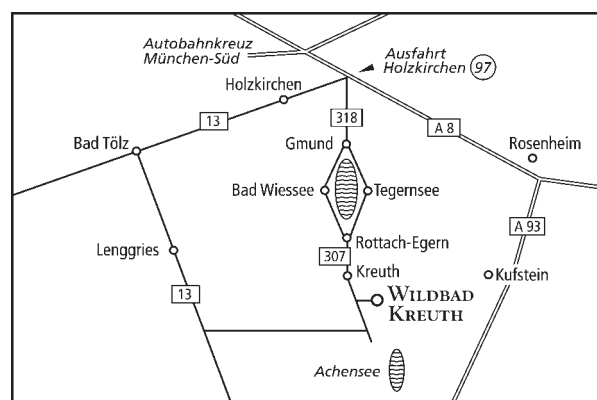 Autobahnkreuz
München-Süd
Ausfahrt
Holzkirchen 97
Holzkirchen
13
318
A 8
Bad Tölz
Gmund
Rosenheim
Bad Wiessee
Tegernsee
A 93
Lenggries
Rottach-Egern
307
Kreuth
Kufstein
13
WILDBAD
KREUTH
Achensee